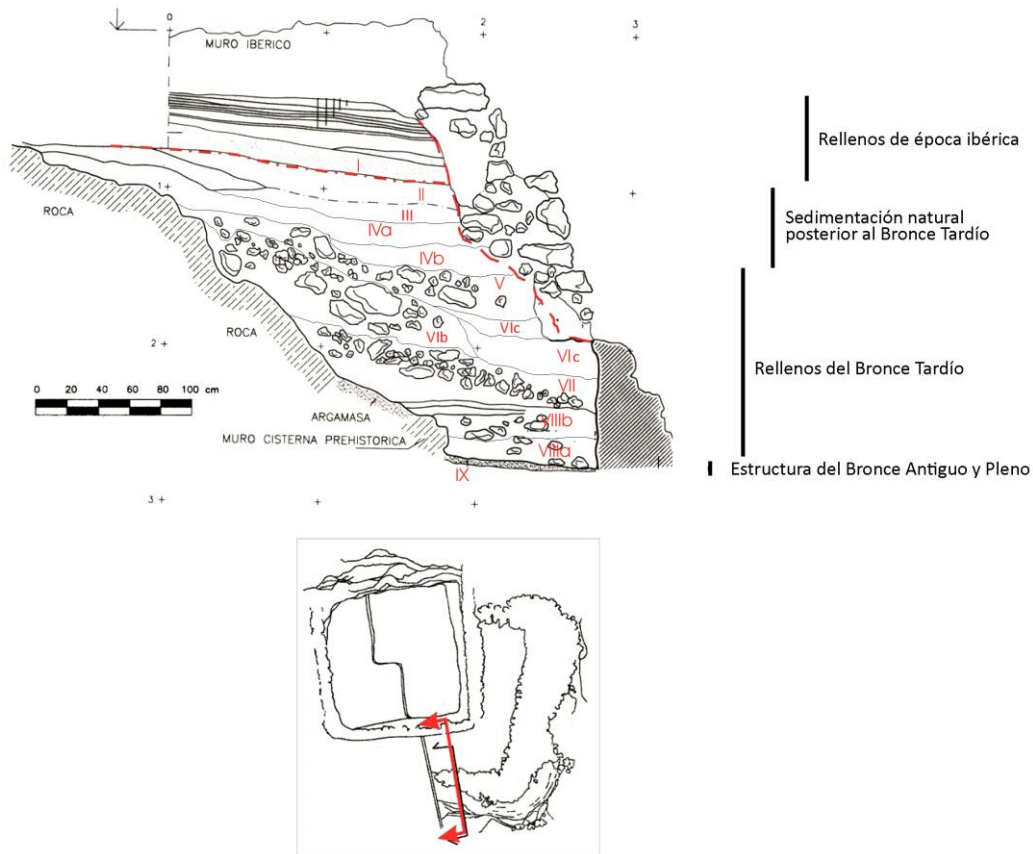 0
2
3
MURO IBERICO
Rellenos de época ibérica
I
1 +
II
ROCA
III
Sedimentación natural
posterior al Bronce Tardío
IVa
IVb
V
ROCA
VIb
VIc
2 +
VIc
Rellenos del Bronce Tardío
VII
0 20 40 60 80 100 cm
ARGAMASA
VIIIb
MURO CISTERNA PREHISTORICA
VIIIa
IX
Estructura del Bronce Antiguo y Pleno
3 +